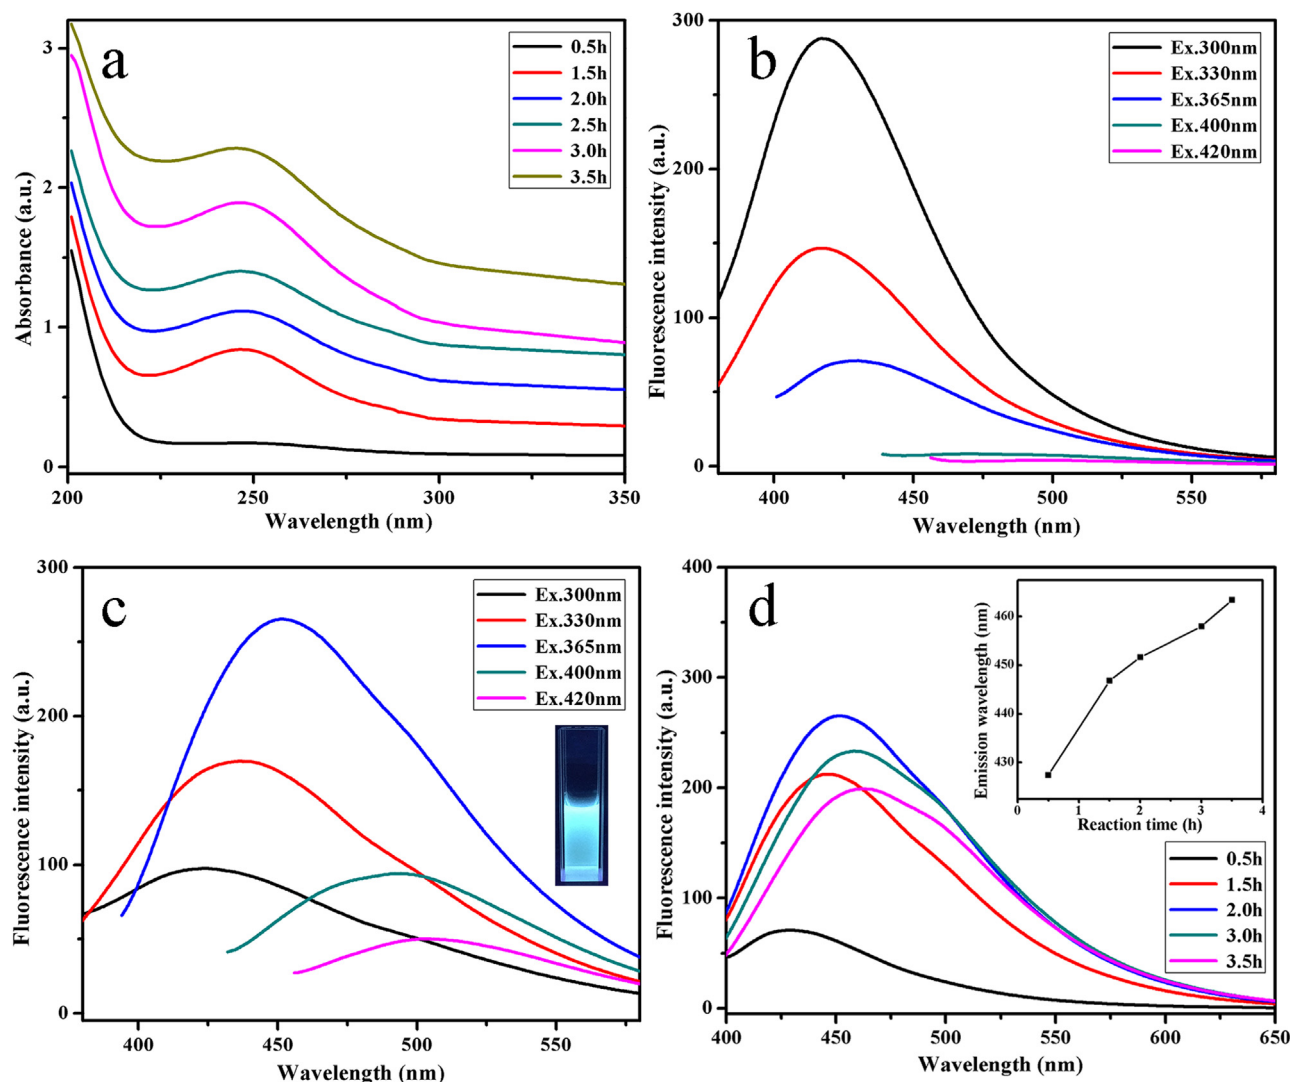 a
3
2
1
0
200
250
300
350
Absorbance (a.u.)
Wavelength (nm)
0.5h
1.5h
2.0h
2.5h
3.0h
3.5h
b
300
200
100
0
400
450
500
550
Fluorescence intensity (a.u.)
Wavelength (nm)
Ex.300nm
Ex.330nm
Ex.365nm
Ex.400nm
Ex.420nm
c
300
200
100
0
400
450
500
550
Fluorescence intensity (a.u.)
Wavelength (nm)
Ex.300nm
Ex.330nm
Ex.365nm
Ex.400nm
Ex.420nm
d
400
300
200
100
0
400
450
500
550
600
650
Fluorescence intensity (a.u.)
Wavelength (nm)
460
450
440
430
0
1
2
3
4
Emission wavelength (nm)
Reaction time (h)
0.5h
1.5h
2.0h
3.0h
3.5h